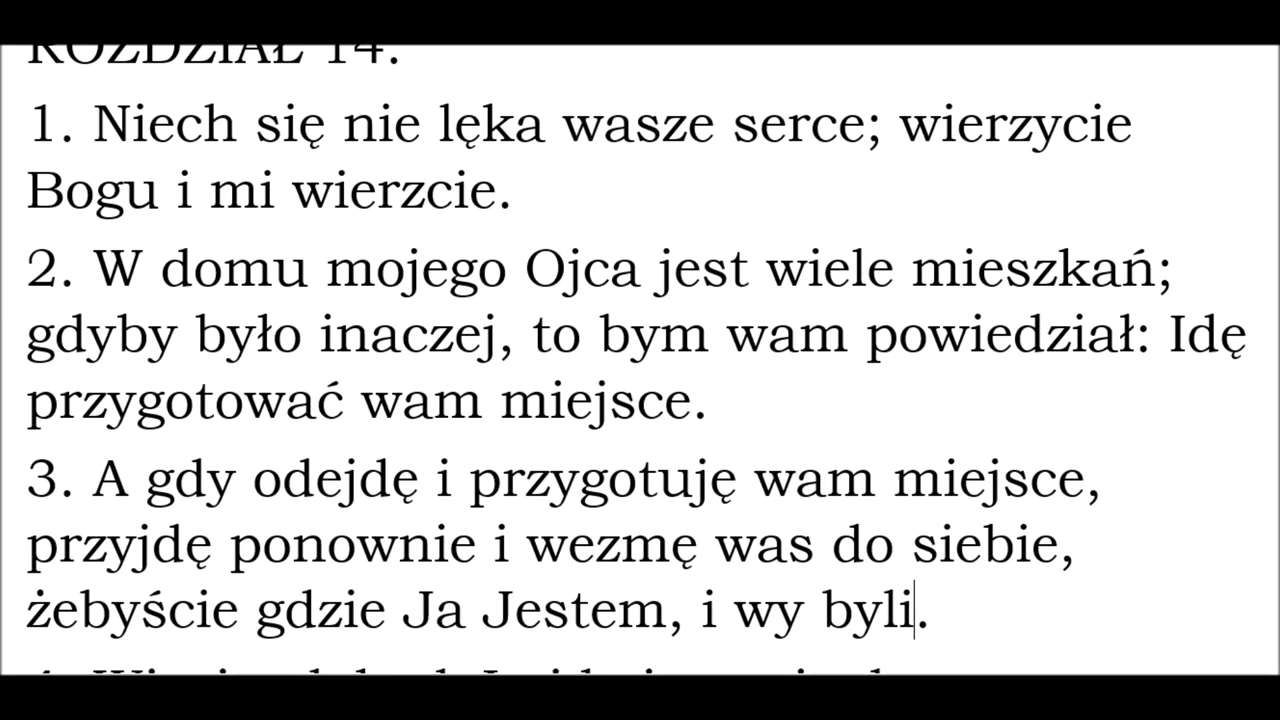 ROZDZIAŁ 14.
1. Niech się nie lęka wasze serce; wierzycie
Bogu i mi wierzcie.
2. W domu mojego Ojca jest wiele mieszkań;
gdyby było inaczej, to bym wam powiedział: Idę
przygotować wam miejsce.
3. A gdy odejdę i przygotuję wam miejsce,
przyjdę ponownie i wezmę was do siebie,
żebyście gdzie Ja Jestem, i wy byli.